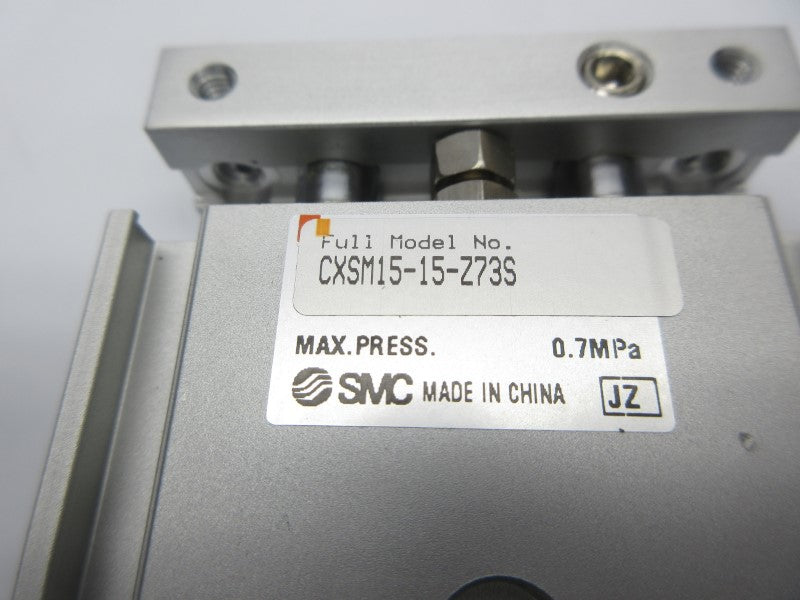 Full Model No.
CXSM15-15-Z73S
MAX.PRESS. 0.7MPa
SMC MADE IN CHINA JZ